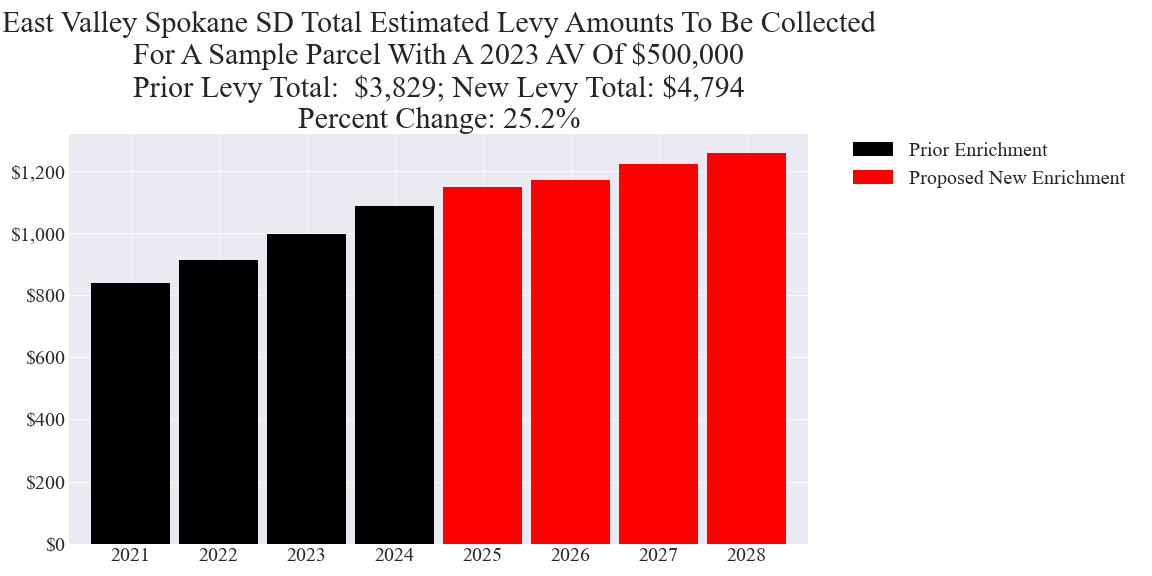 East Valley Spokane SD Total Estimated Levy Amounts To Be Collected
For A Sample Parcel With A 2023 AV Of $500,000
Prior Levy Total:  $3,829; New Levy Total: $4,794
Percent Change: 25.2%
Prior Enrichment
Proposed New Enrichment
$1,200
$1,000
$800
$600
$400
$200
$0
2021 2022 2023 2024 2025 2026 2027 2028